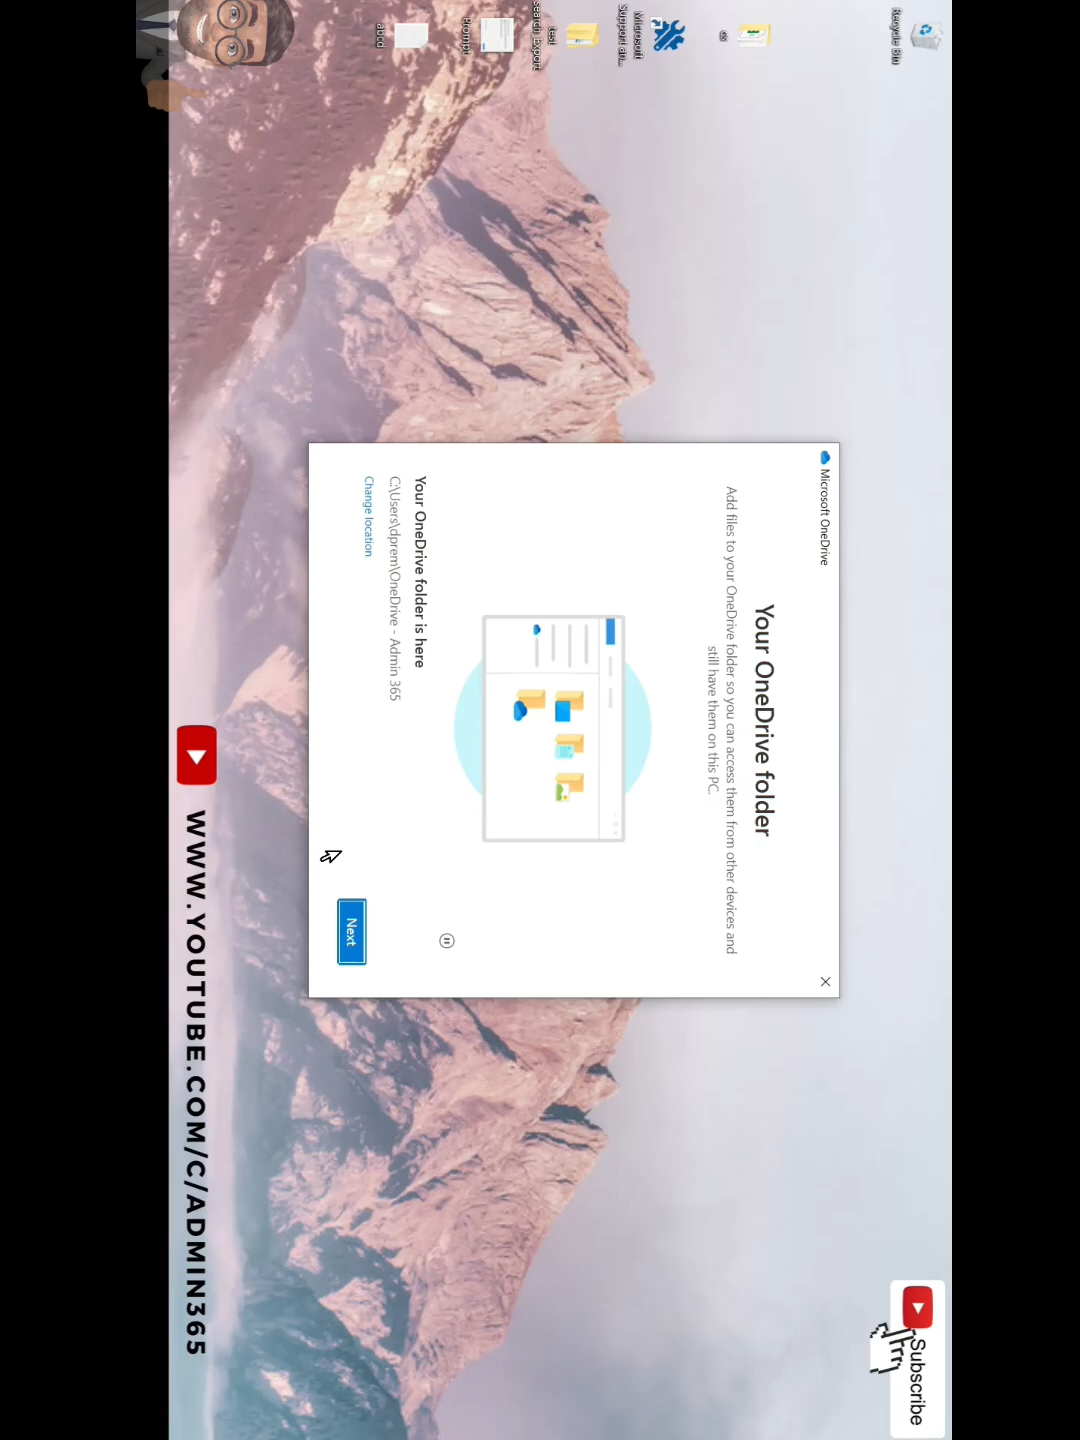 Recycle Bin
cs
Microsoft
Support an...
test
search Export
Prompt
abcd
Microsoft OneDrive
Your OneDrive folder
Add files to your OneDrive folder so you can access them from other devices and
still have them on this PC.
Your OneDrive folder is here
C:\Users\dprem\OneDrive - Admin 365
Change location
Next
Subscribe
WWW.YOUTUBE.COM/C/ADMIN365